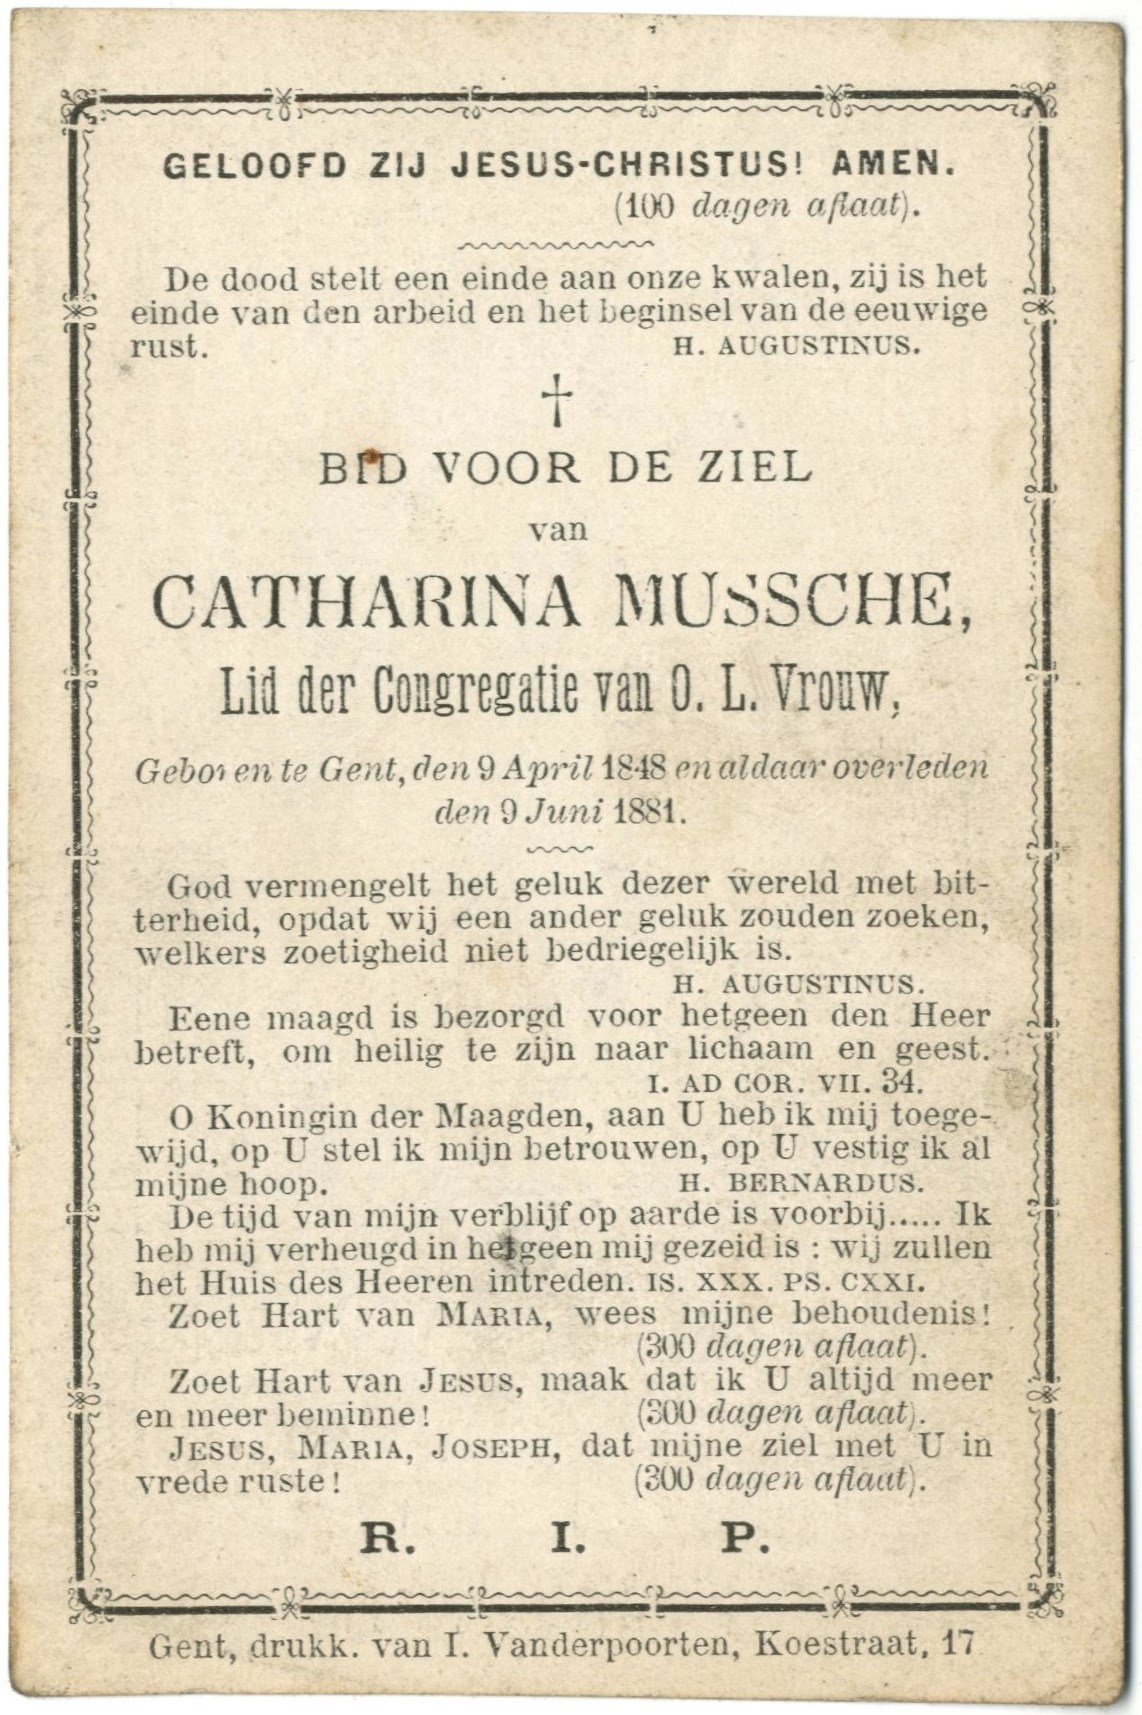 GELOOFD ZIJ JESUS-CHRISTUS! AMEN.
(100 dagen aflaat).
De dood stelt een einde aan onze kwalen, zij is het
einde van den arbeid en het beginsel van de eeuwige
rust. H. AUGUSTINUS.
†
BID VOOR DE ZIEL
van
CATHARINA MUSSCHE,
Lid der Congregatie van O. L. Vrouw,
Geboren te Gent, den 9 April 1848 en aldaar overleden
den 9 Juni 1881.
God vermengelt het geluk dezer wereld met bit-
terheid, opdat wij een ander geluk zouden zoeken,
welkers zoetigheid niet bedriegelijk is.
H. AUGUSTINUS.
Eene maagd is bezorgd voor hetgeen den Heer
betreft, om heilig te zijn naar lichaam en geest.
I. AD COR. VII. 34.
O Koningin der Maagden, aan U heb ik mij toege-
wijd, op U stel ik mijn betrouwen, op U vestig ik al
mijne hoop. H. BERNARDUS.
De tijd van mijn verblijf op aarde is voorbij..... Ik
heb mij verheugd in hetgeen mij gezeid is : wij zullen
het Huis des Heeren intreden. IS. XXX. PS. CXXI.
Zoet Hart van MARIA, wees mijne behoudenis!
(300 dagen aflaat).
Zoet Hart van JESUS, maak dat ik U altijd meer
en meer beminne! (300 dagen aflaat).
JESUS, MARIA, JOSEPH, dat mijne ziel met U in
vrede ruste! (300 dagen aflaat).
R. I. P.
Gent, drukk. van I. Vanderpoorten, Koestraat, 17